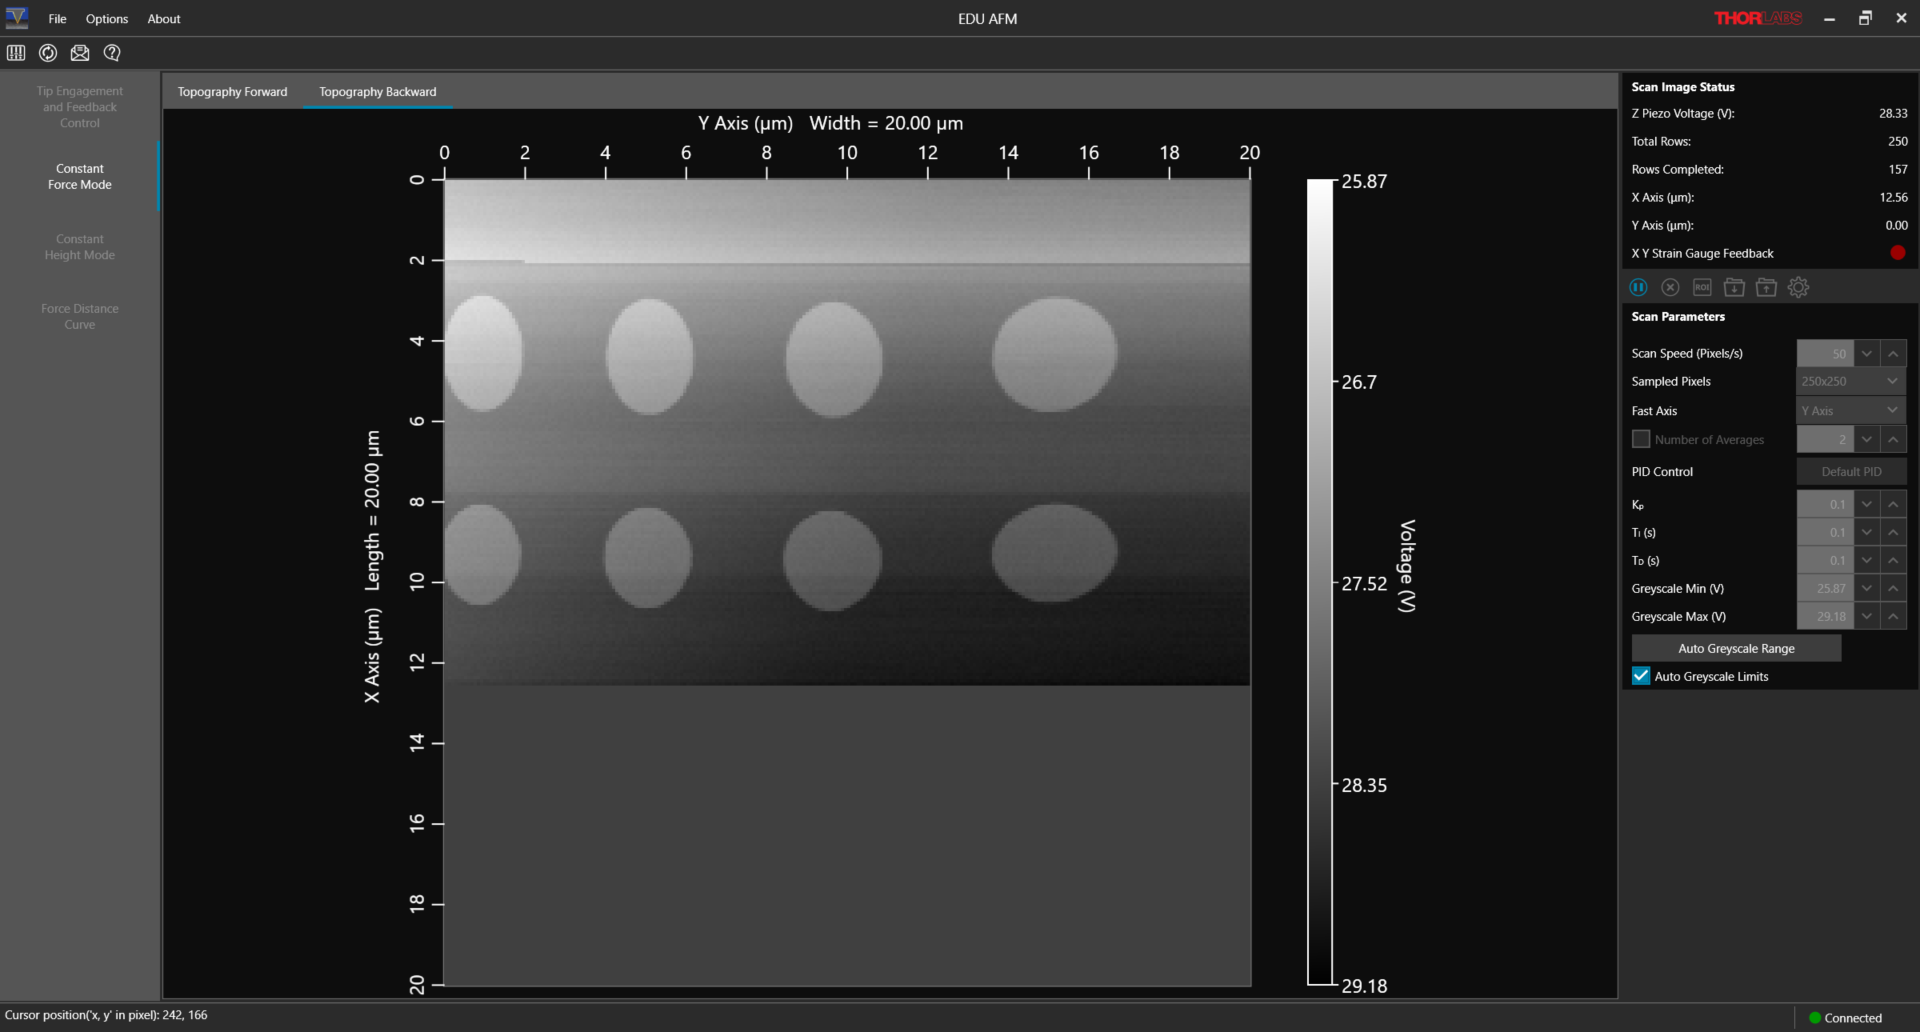 File Options About
EDU AFM
THORLABS
Tip Engagement
and Feedback
Control
Constant
Force Mode
Constant
Height Mode
Force Distance
Curve
Topography Forward Topography Backward
Y Axis (µm) Width = 20.00 µm
0 2 4 6 8 10 12 14 16 18 20
X Axis (µm) Length = 20.00 µm
0
2
4
6
8
10
12
14
16
18
20
25.87
26.7
27.52
28.35
29.18
Voltage (V)
Scan Image Status
Z Piezo Voltage (V): 28.33
Total Rows: 250
Rows Completed: 157
X Axis (µm): 12.56
Y Axis (µm): 0.00
X Y Strain Gauge Feedback
ROI
Scan Parameters
Scan Speed (Pixels/s) 50
Sampled Pixels 250x250
Fast Axis Y Axis
Number of Averages 2
PID Control Default PID
Kₚ 0.1
Tı (s) 0.1
Tᴅ (s) 0.1
Greyscale Min (V) 25.87
Greyscale Max (V) 29.18
Auto Greyscale Range
Auto Greyscale Limits
Cursor position('x, y' in pixel): 242, 166
Connected